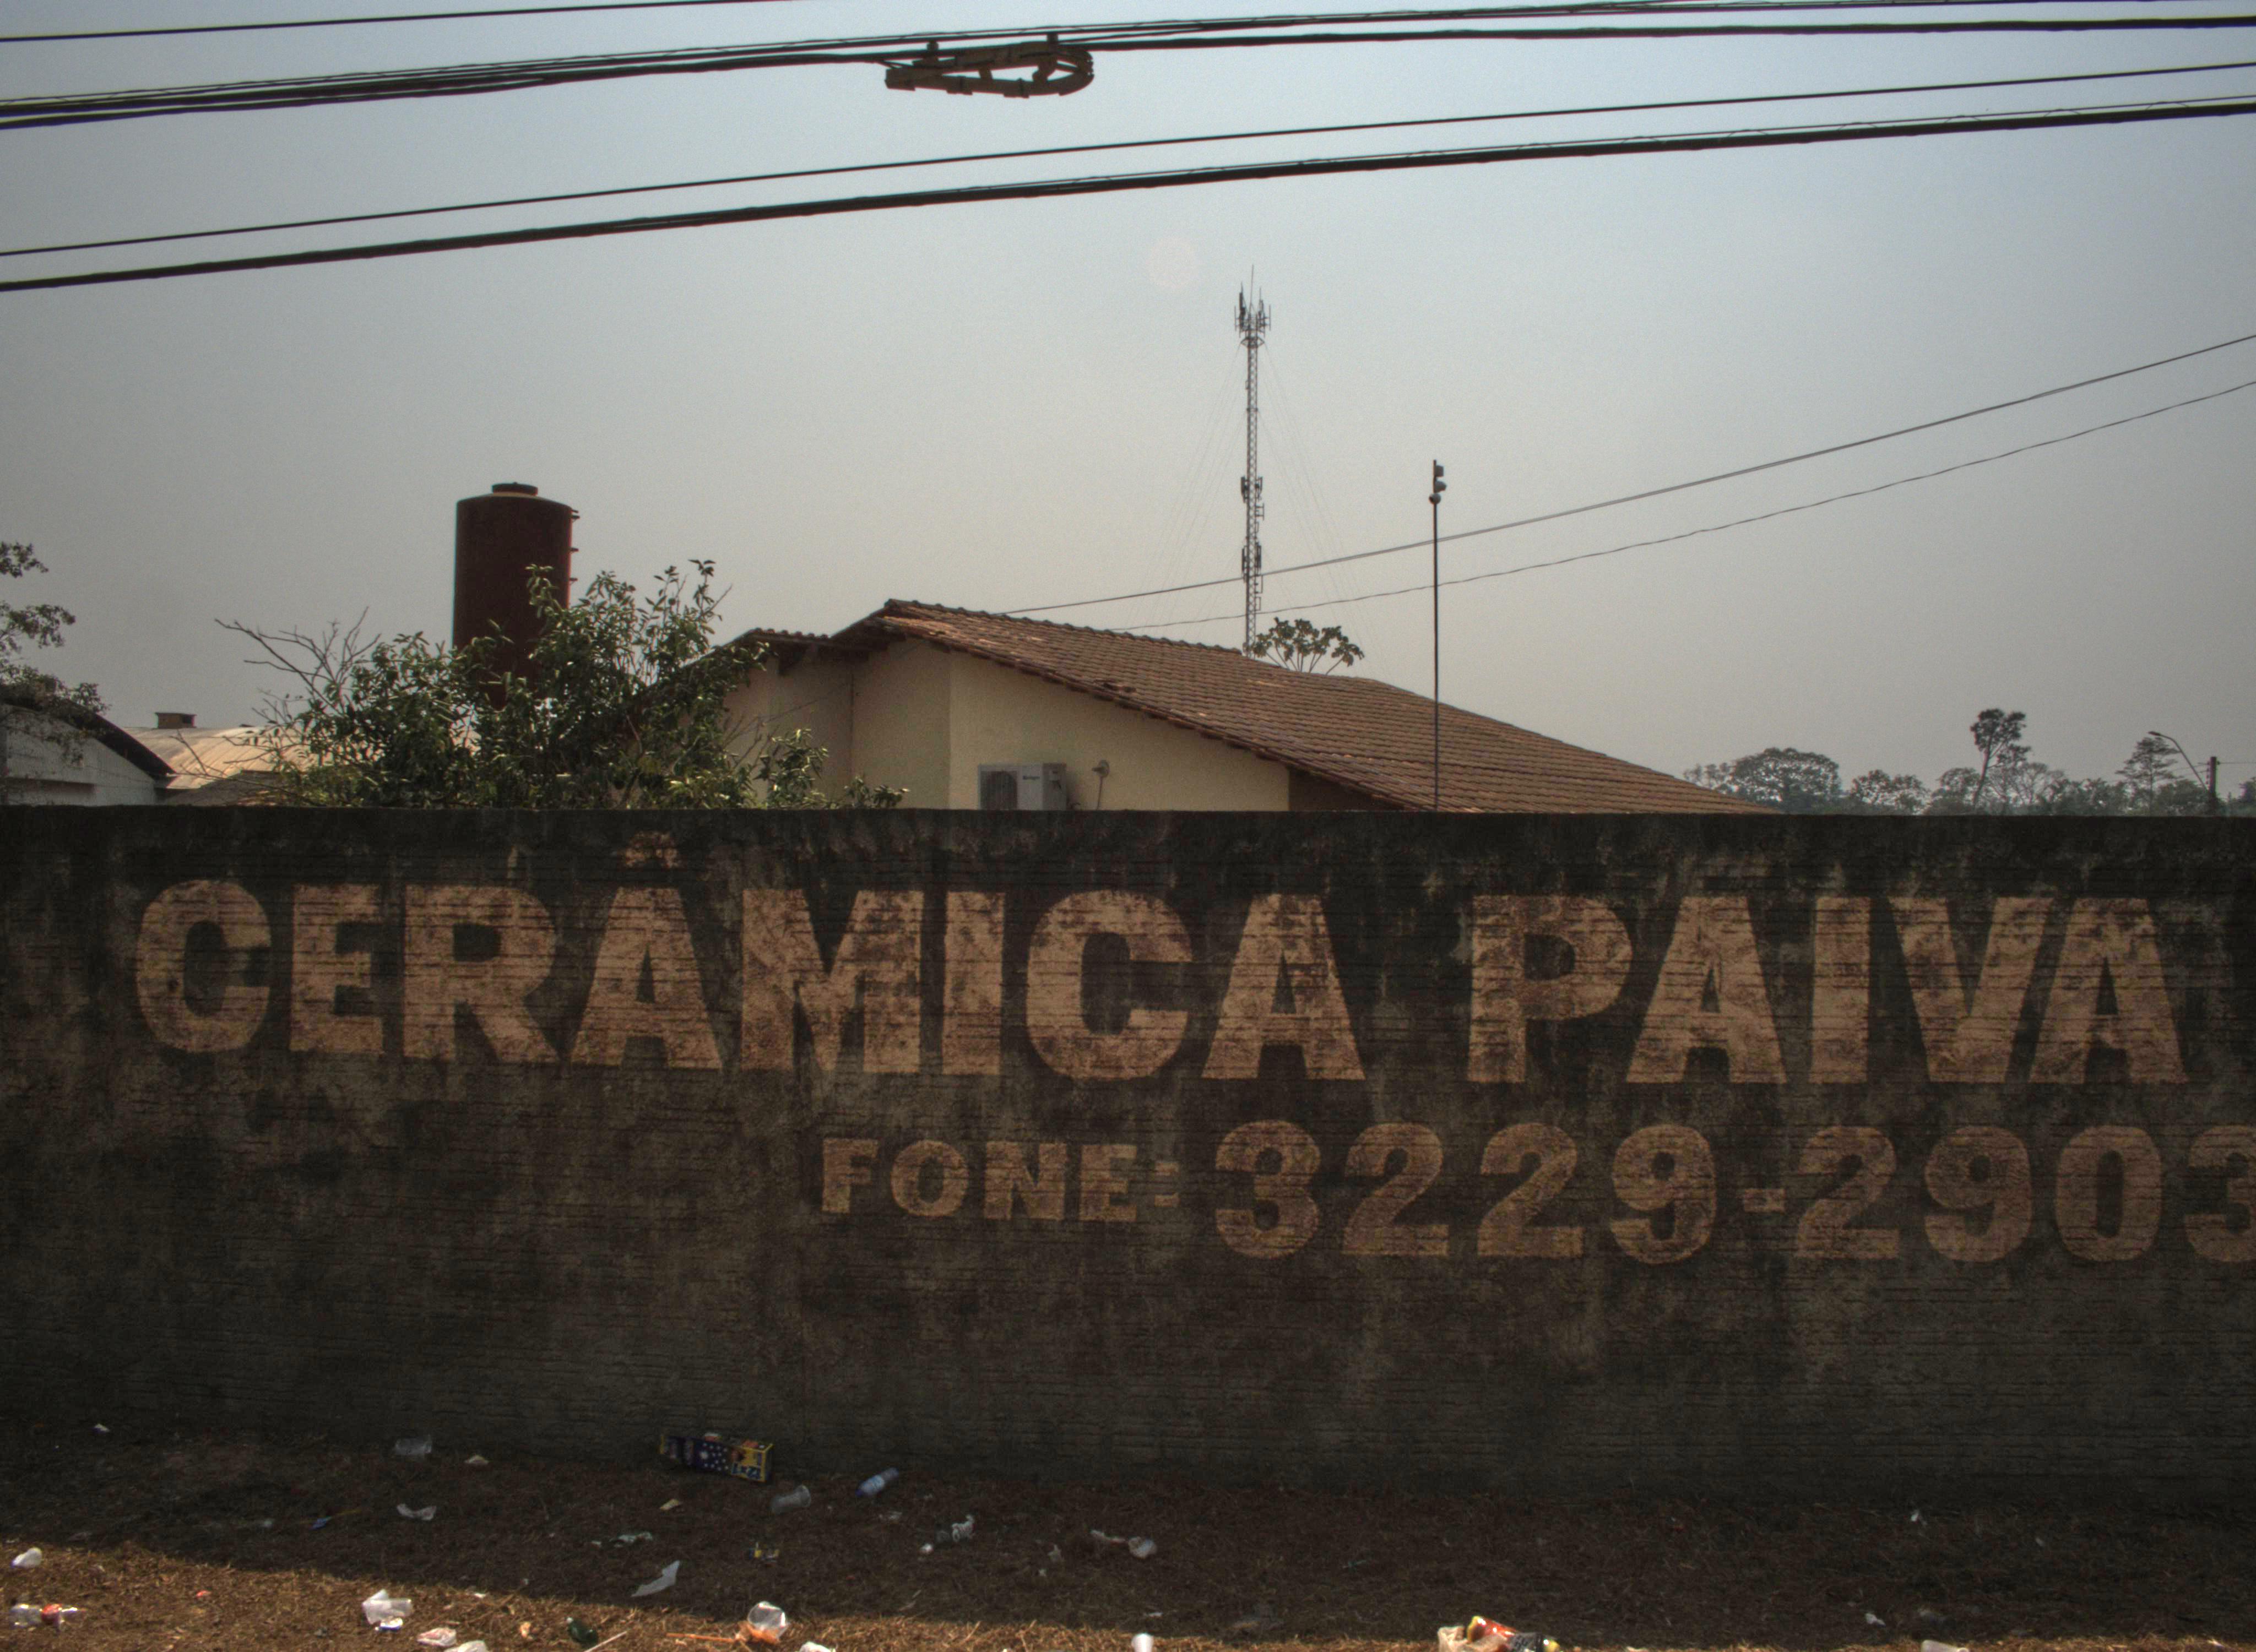 CERÂMICA PAIVA
FONE: 3229-2903